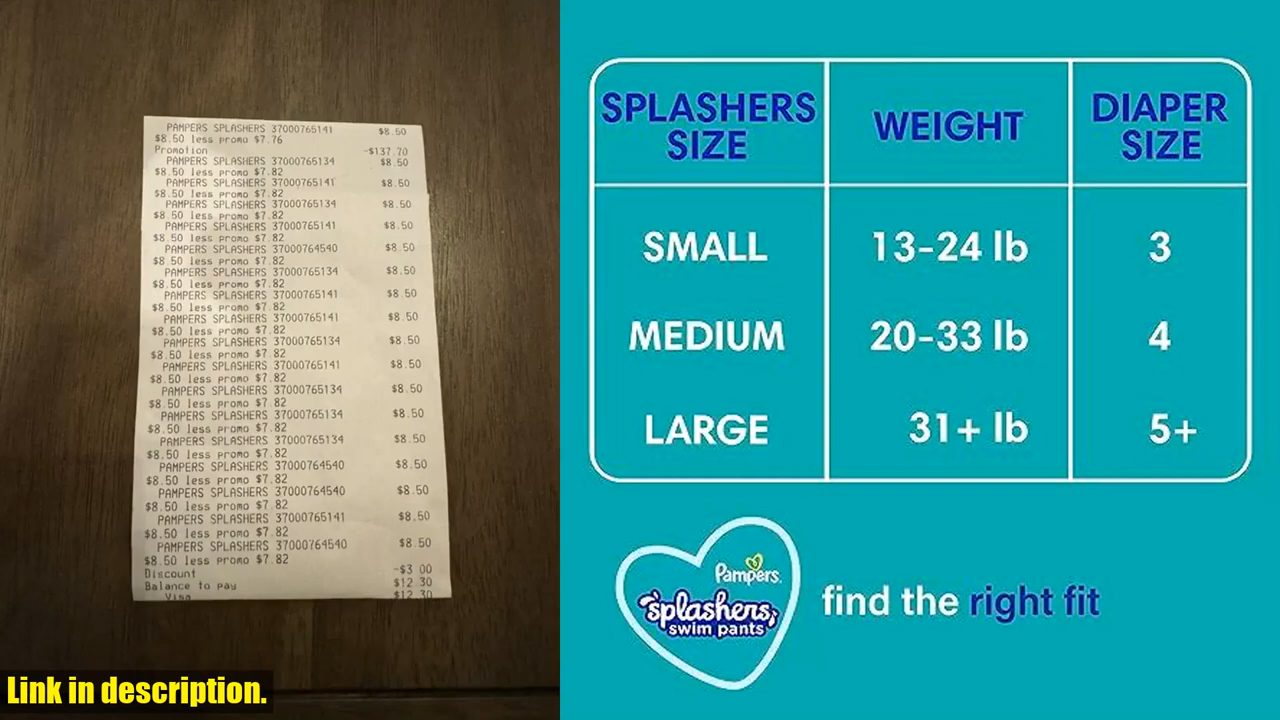 PAMPERS SPLASHERS 37000765141 $8.50
$8.50 less promo $7.76
Promotion -$137.70
PAMPERS SPLASHERS 37000765134 $8.50
$8.50 less promo $7.82
PAMPERS SPLASHERS 37000765141 $8.50
$8.50 less promo $7.82
PAMPERS SPLASHERS 37000765134 $8.50
$8.50 less promo $7.82
PAMPERS SPLASHERS 37000765141 $8.50
$8.50 less promo $7.82
PAMPERS SPLASHERS 37000764540 $8.50
$8.50 less promo $7.82
PAMPERS SPLASHERS 37000765134 $8.50
$8.50 less promo $7.82
PAMPERS SPLASHERS 37000765141 $8.50
$8.50 less promo $7.82
PAMPERS SPLASHERS 37000765141 $8.50
$8.50 less promo $7.82
PAMPERS SPLASHERS 37000765134 $8.50
$8.50 less promo $7.82
PAMPERS SPLASHERS 37000765141 $8.50
$8.50 less promo $7.82
PAMPERS SPLASHERS 37000765134 $8.50
$8.50 less promo $7.82
PAMPERS SPLASHERS 37000765134 $8.50
$8.50 less promo $7.82
PAMPERS SPLASHERS 37000765134 $8.50
$8.50 less promo $7.82
PAMPERS SPLASHERS 37000764540 $8.50
$8.50 less promo $7.82
PAMPERS SPLASHERS 37000764540 $8.50
$8.50 less promo $7.82
PAMPERS SPLASHERS 37000765141 $8.50
$8.50 less promo $7.82
PAMPERS SPLASHERS 37000764540 $8.50
$8.50 less promo $7.82
Discount -$3.00
Balance to pay $12.30
Visa $12.30
Link in description.
SPLASHERS SIZE WEIGHT DIAPER SIZE
SMALL 13-24 lb 3
MEDIUM 20-33 lb 4
LARGE 31+ lb 5+
Pampers.
splashers
swim pants
find the right fit